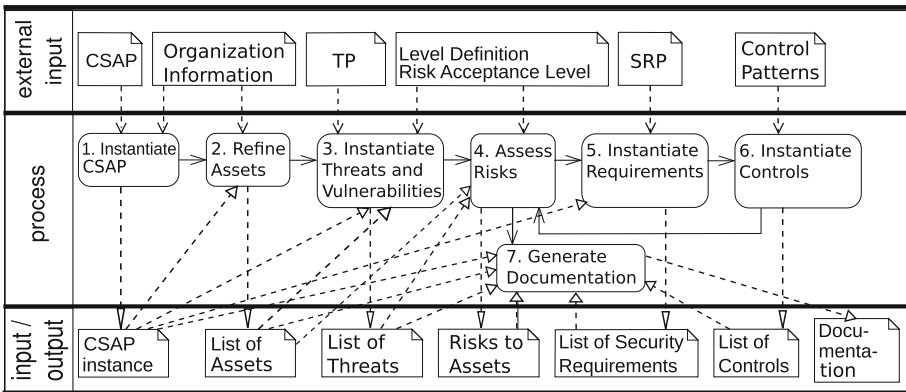 external
input
CSAP
Organization
Information
TP
Level Definition
Risk Acceptance Level
SRP
Control
Patterns
process
1. Instantiate
CSAP
2. Refine
Assets
3. Instantiate
Threats and
Vulnerabilities
4. Assess
Risks
5. Instantiate
Requirements
6. Instantiate
Controls
7. Generate
Documentation
input /
output
CSAP
instance
List of
Assets
List of
Threats
Risks to
Assets
List of Security
Requirements
List of
Controls
Docu-
menta-
tion